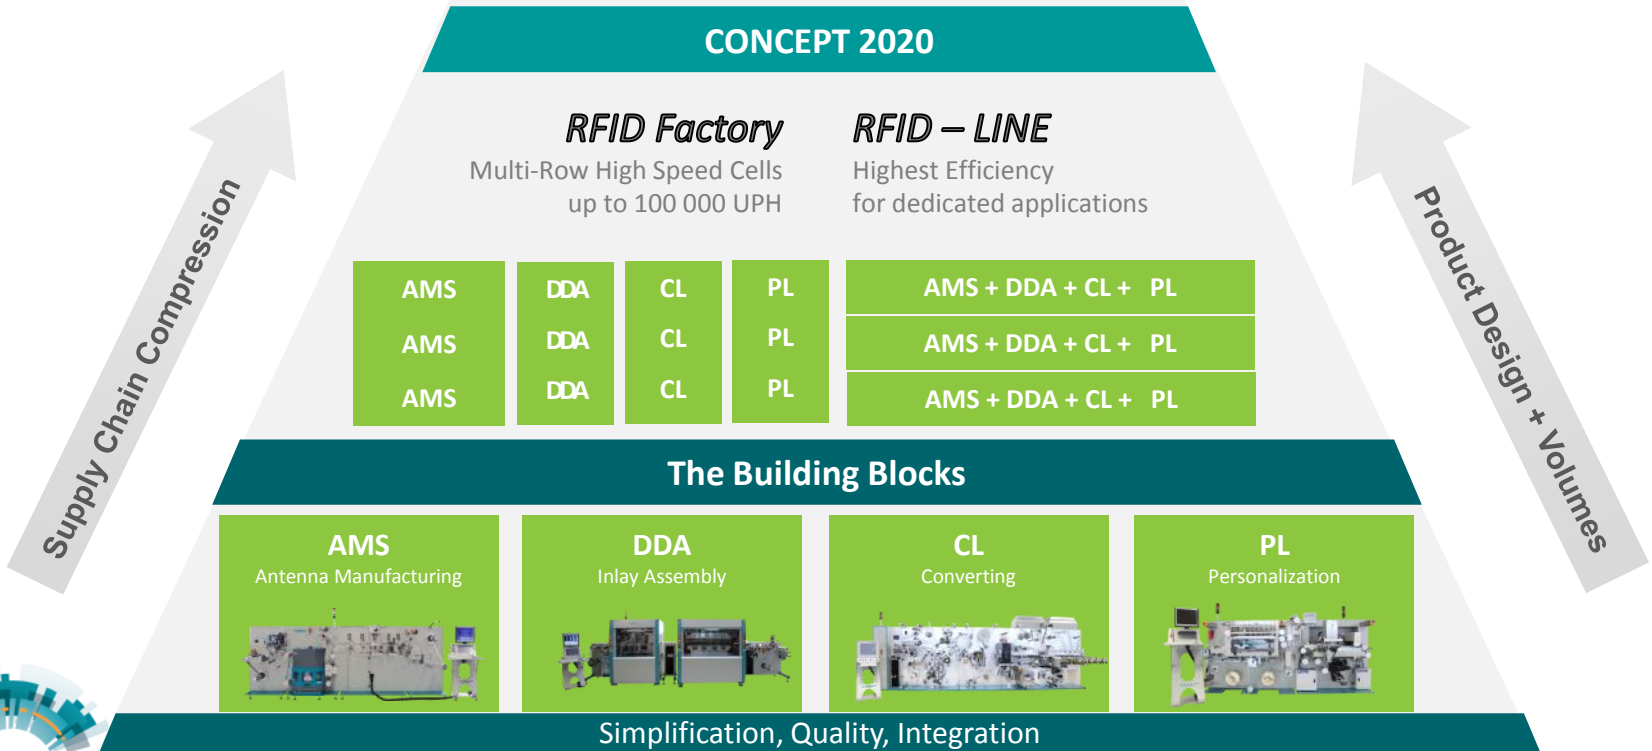 CONCEPT 2020
RFID Factory
Multi-Row High Speed Cells
up to 100 000 UPH
RFID – LINE
Highest Efficiency
for dedicated applications
Supply Chain Compression
Product Design + Volumes
AMS
AMS
AMS
DDA
DDA
DDA
CL
CL
CL
PL
PL
PL
AMS + DDA + CL + PL
AMS + DDA + CL + PL
AMS + DDA + CL + PL
The Building Blocks
AMS
Antenna Manufacturing
DDA
Inlay Assembly
CL
Converting
PL
Personalization
Simplification, Quality, Integration